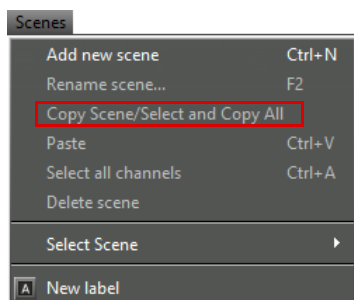 Scenes
Add new scene Ctrl+N
Rename scene... F2
Copy Scene/Select and Copy All
Paste Ctrl+V
Select all channels Ctrl+A
Delete scene
Select Scene
A New label